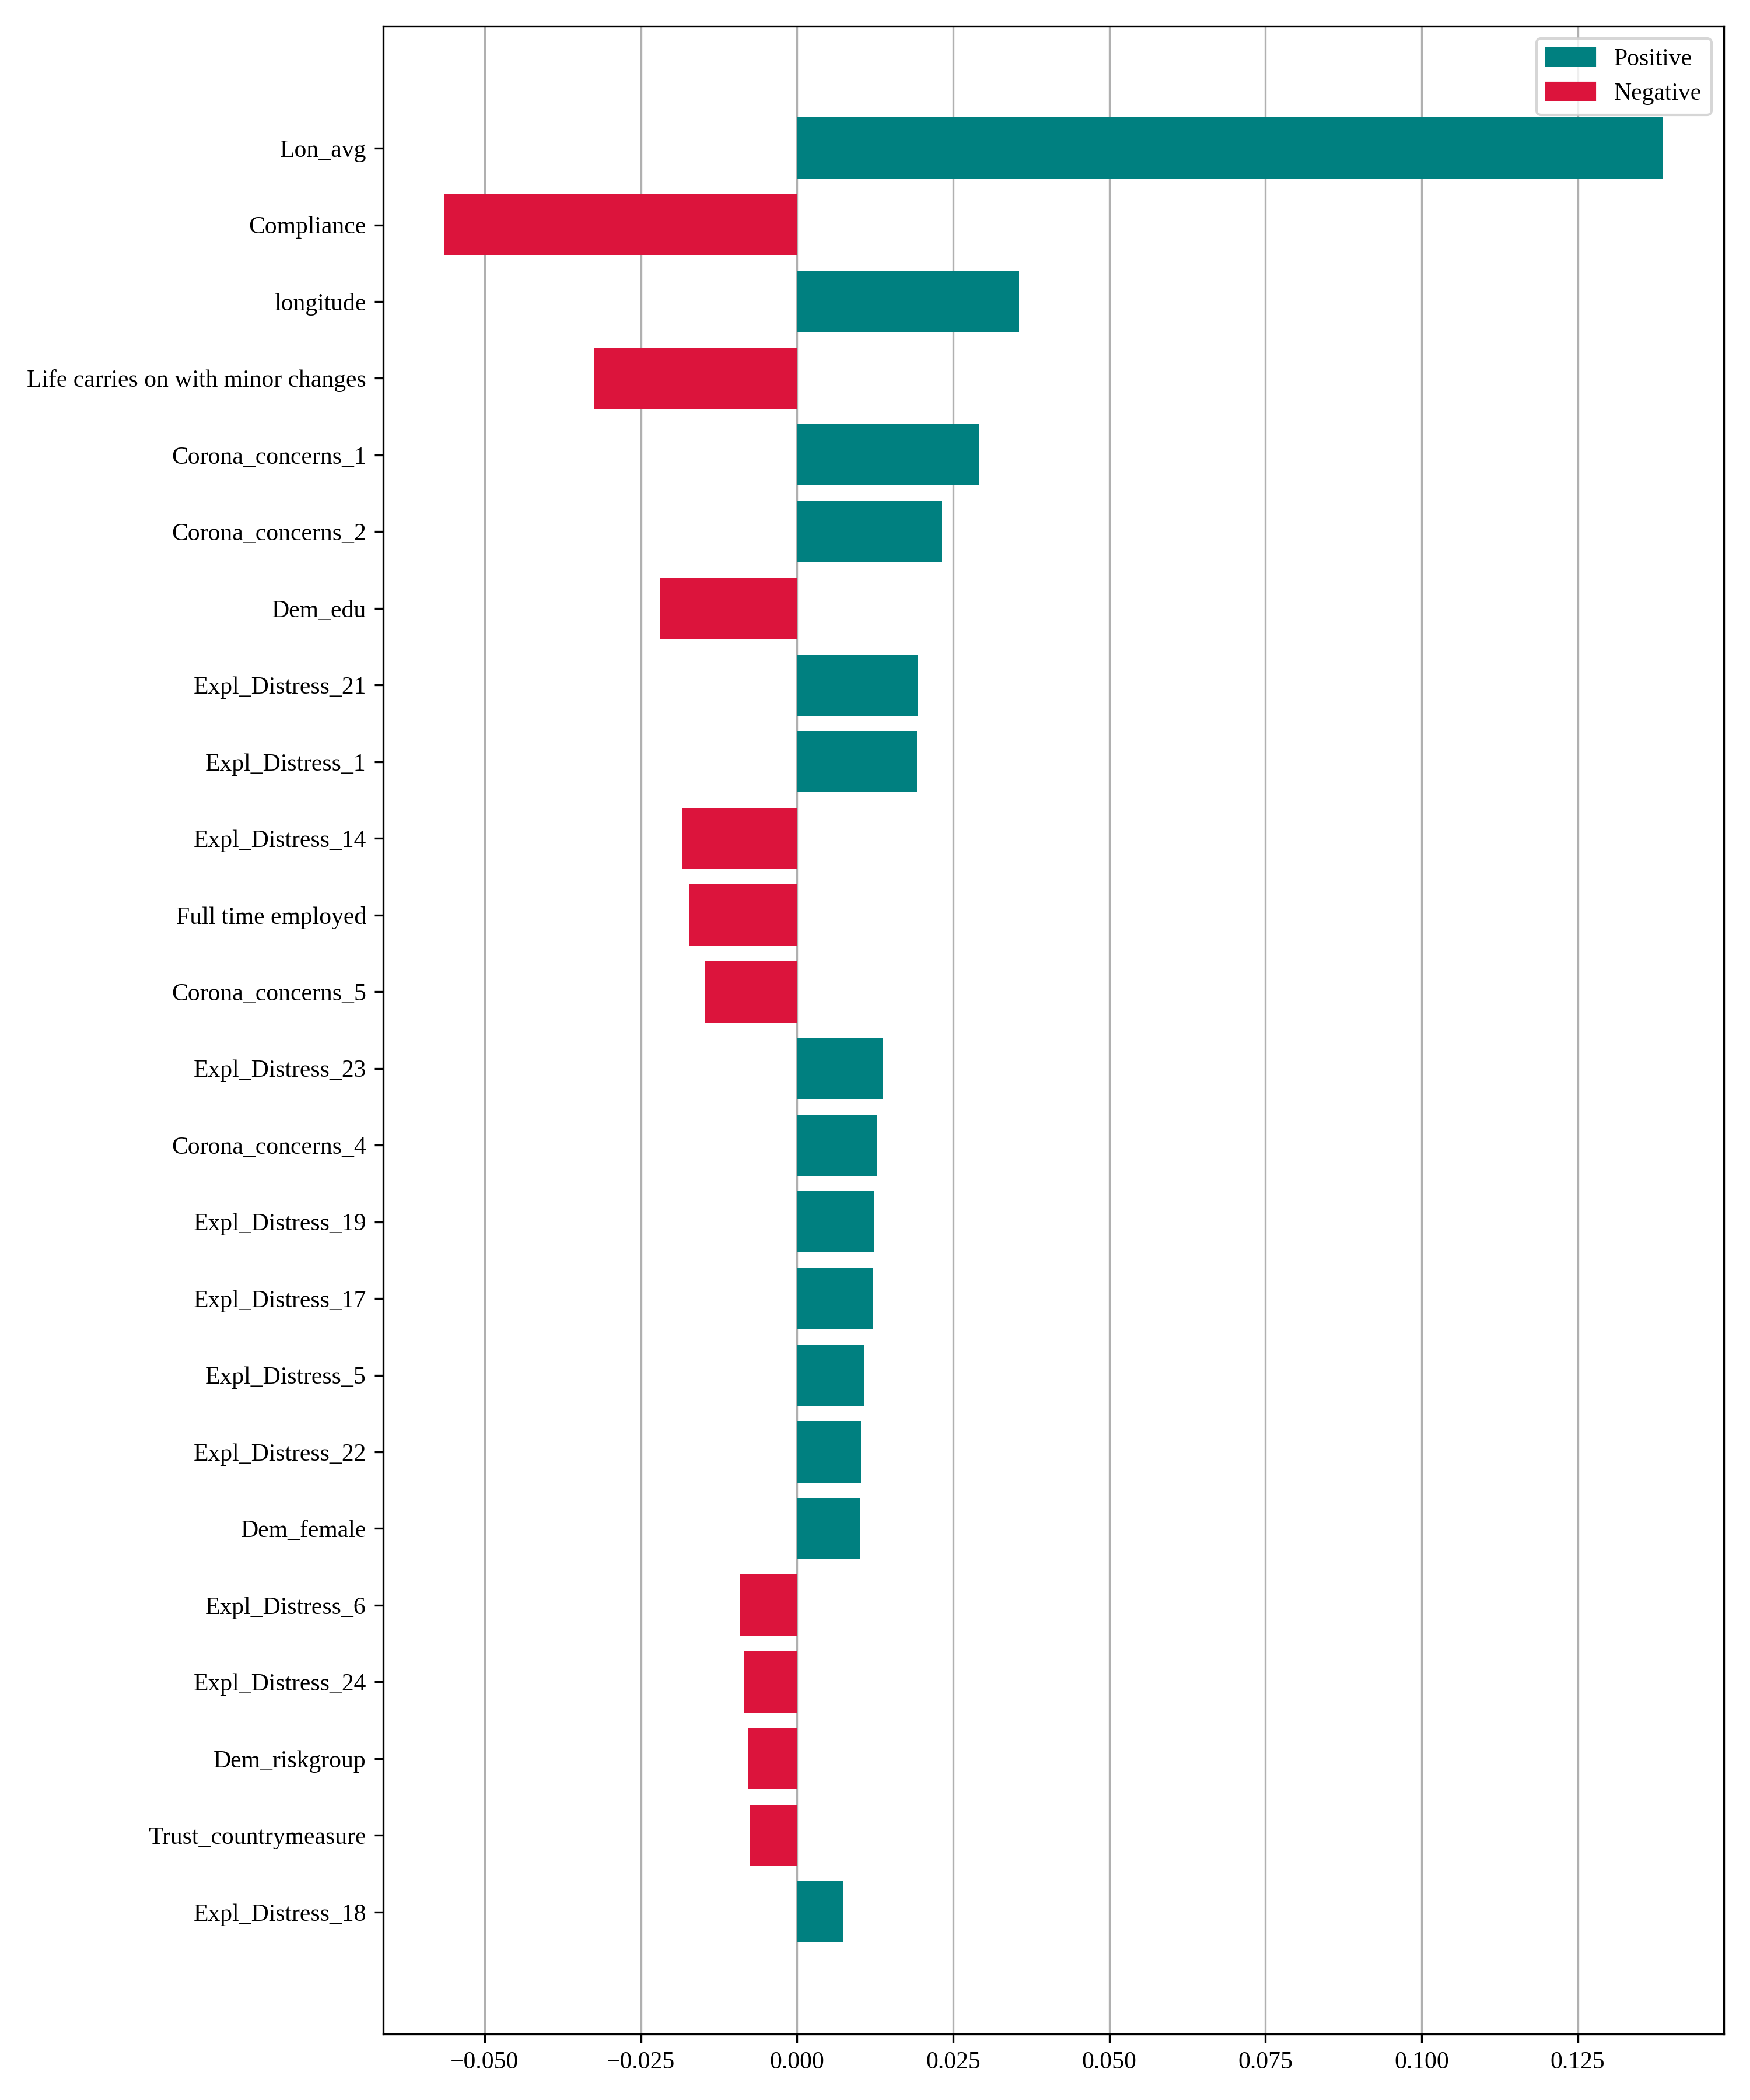 Positive
Negative
Lon_avg
Compliance
longitude
Life carries on with minor changes
Corona_concerns_1
Corona_concerns_2
Dem_edu
Expl_Distress_21
Expl_Distress_1
Expl_Distress_14
Full time employed
Corona_concerns_5
Expl_Distress_23
Corona_concerns_4
Expl_Distress_19
Expl_Distress_17
Expl_Distress_5
Expl_Distress_22
Dem_female
Expl_Distress_6
Expl_Distress_24
Dem_riskgroup
Trust_countrymeasure
Expl_Distress_18
−0.050 −0.025 0.000 0.025 0.050 0.075 0.100 0.125